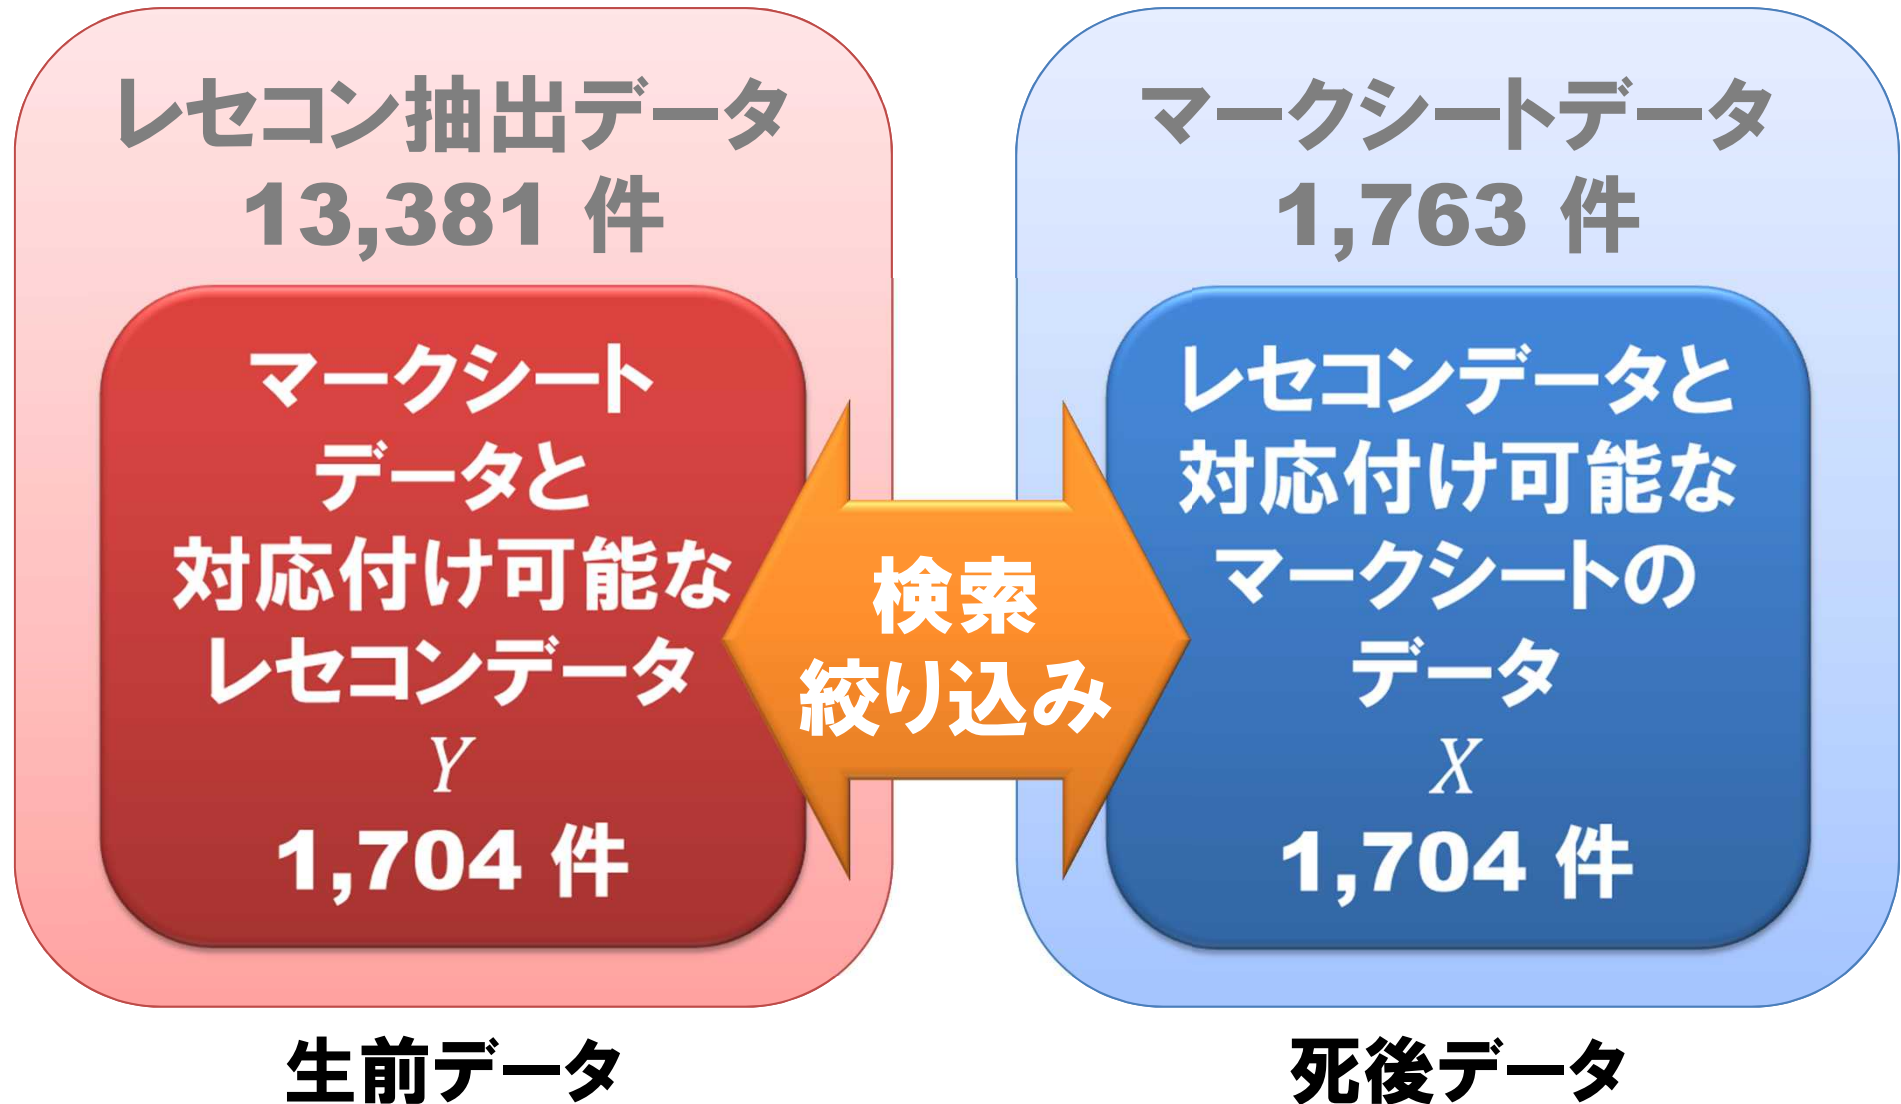 レセコン抽出データ
13,381 件
マークシート
データと
対応付け可能な
レセコンデータ
Y
1,704 件
生前データ
検索
絞り込み
マークシートデータ
1,763 件
レセコンデータと
対応付け可能な
マークシートの
データ
X
1,704 件
死後データ